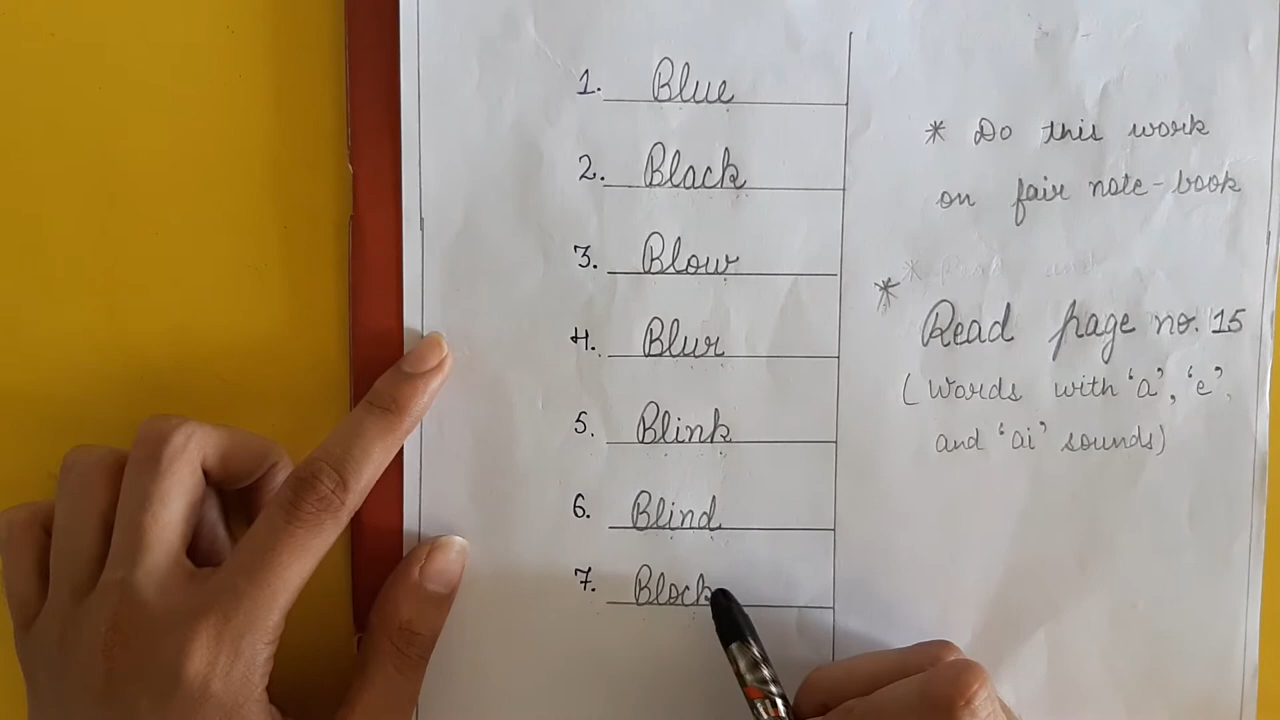 1. Blue
2. Black
3. Blow
4. Blur
5. Blink
6. Blind
7. Block
* Do this work
on fair note-book
* Read page no. 15
(Words with 'a', 'e',
and 'ai' sounds)